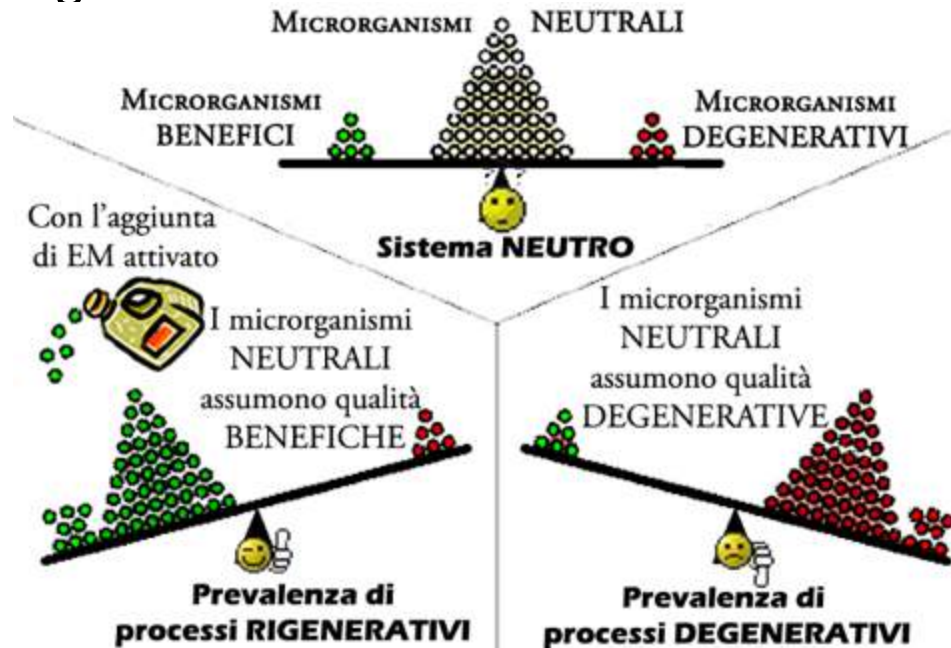 MICRORGANISMI NEUTRALI
MICRORGANISMI
BENEFICI
MICRORGANISMI
DEGENERATIVI
Sistema NEUTRO
Con l'aggiunta
di EM attivato
I microrganismi
NEUTRALI
assumono qualità
BENEFICHE
Prevalenza di
processi RIGENERATIVI
I microrganismi
NEUTRALI
assumono qualità
DEGENERATIVE
Prevalenza di
processi DEGENERATIVI